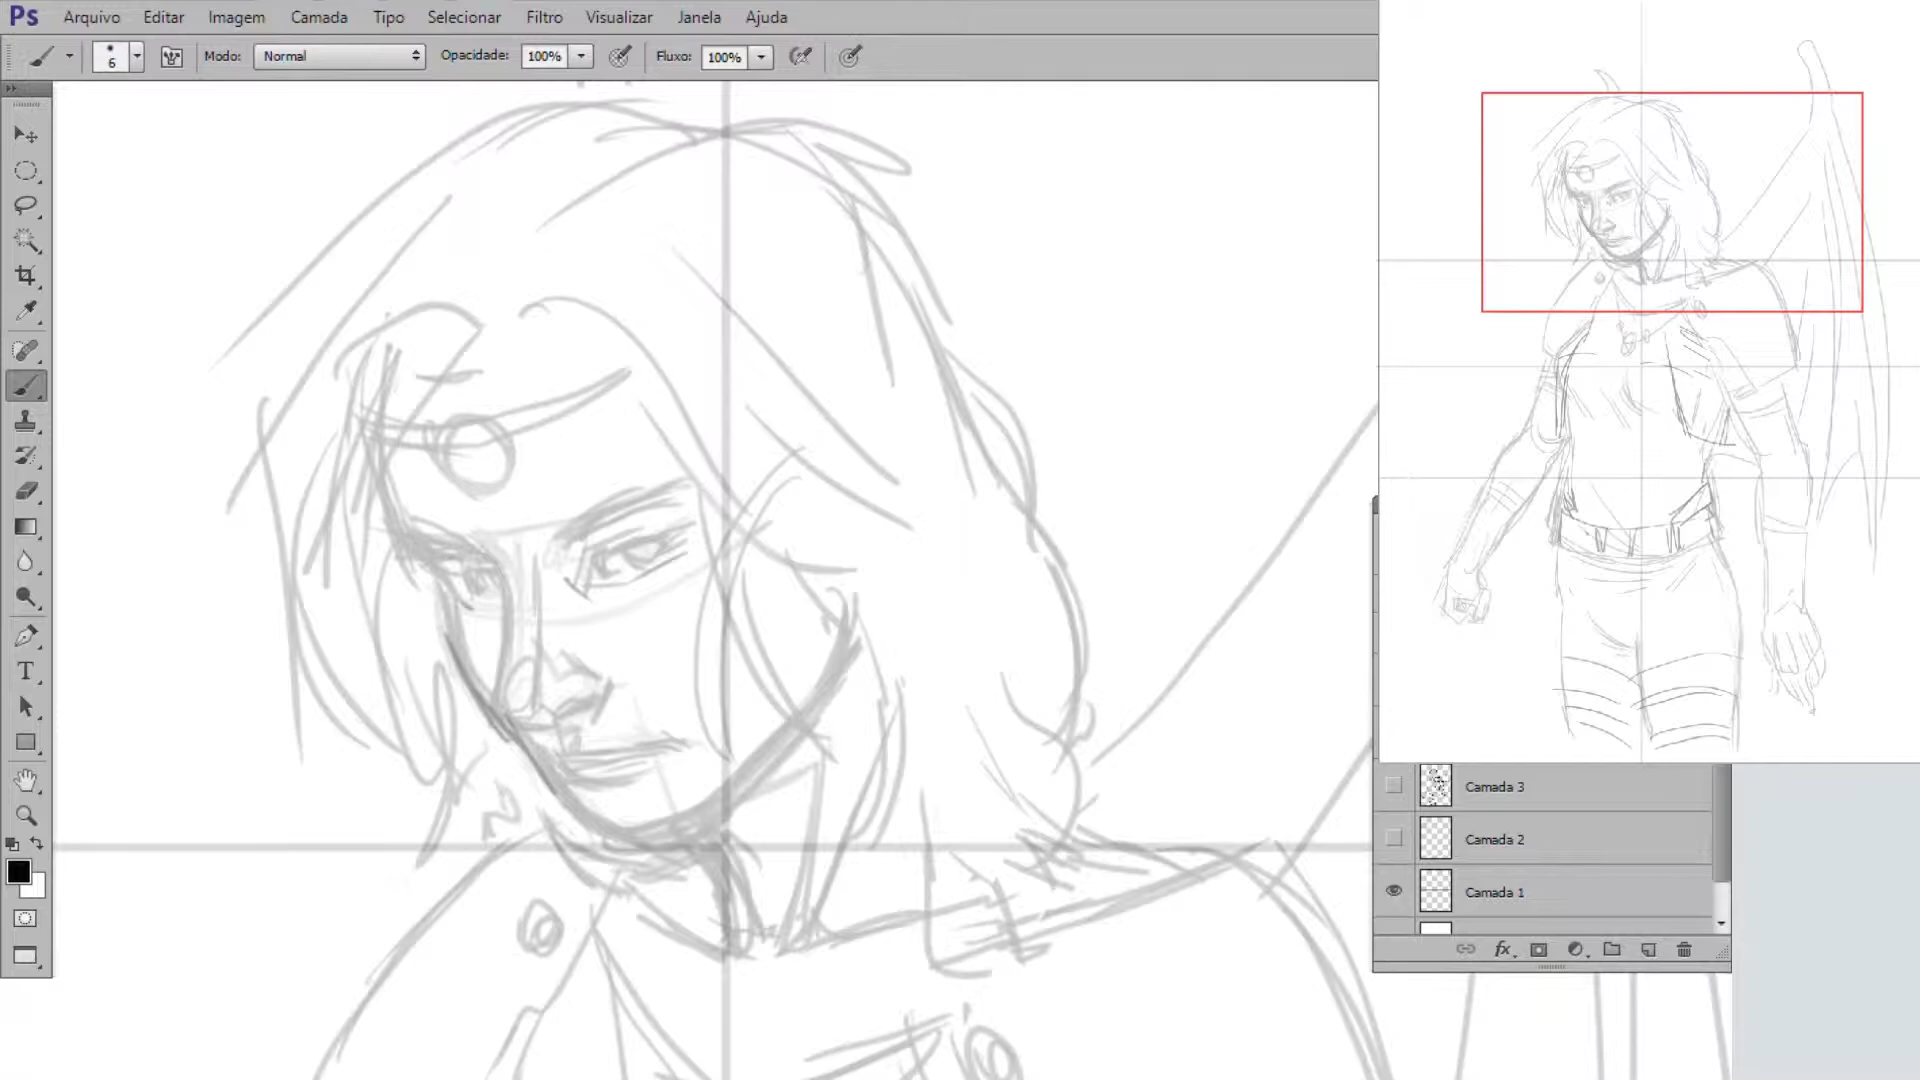 Ps Arquivo Editar Imagem Camada Tipo Selecionar Filtro Visualizar Janela Ajuda
6 Modo: Normal Opacidade: 100% Fluxo: 100%
T
Camada 3
Camada 2
Camada 1
fx